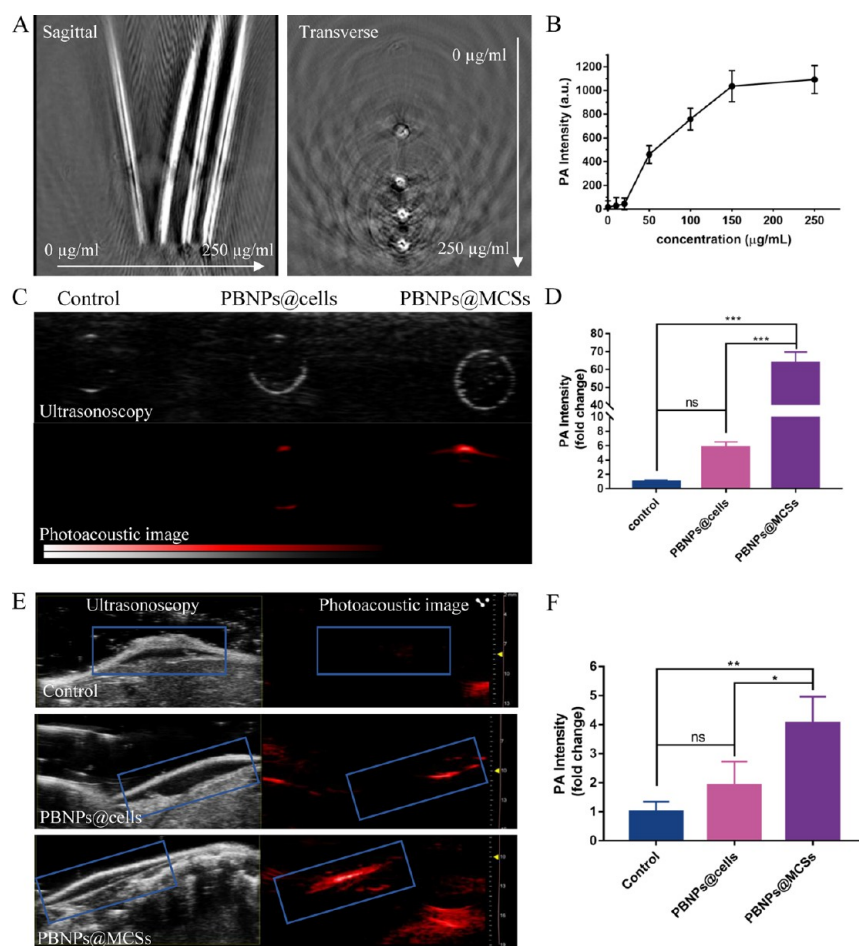 A
Sagittal
0 µg/ml
250 µg/ml
Transverse
0 µg/ml
250 µg/ml
B
PA Intensity (a.u.)
1200
1000
800
600
400
200
0
0
50
100
150
200
250
concentration (µg/mL)
C
Control
PBNPs@cells
PBNPs@MCSs
Ultrasonoscopy
Photoacoustic image
D
PA Intensity
(fold change)
80
70
60
50
40
10
8
6
4
2
0
***
***
ns
control
PBNPs@cells
PBNPs@MCSs
E
Ultrasonoscopy
Photoacoustic image
Control
PBNPs@cells
PBNPs@MCSs
F
PA Intensity
(fold change)
6
5
4
3
2
1
0
**
*
ns
Control
PBNPs@cells
PBNPs@MCSs